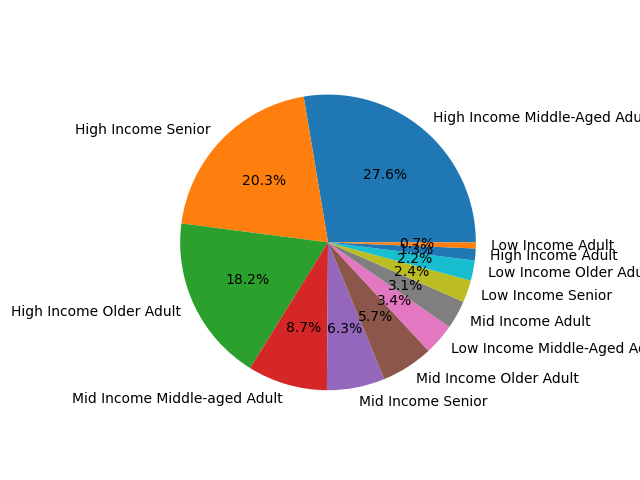 High Income Middle-Aged Adu
High Income Senior
27.6%
20.3%
0.7%
Low Income Adult
1.3%
High Income Adult
2.2%
Low Income Older Adu
18.2%
2.4%
3.1%
Low Income Senior
3.4%
High Income Older Adult
5.7%
Mid Income Adult
8.7%
6.3%
Low Income Middle-Aged Ad
Mid Income Older Adult
Mid Income Middle-aged Adult
Mid Income Senior